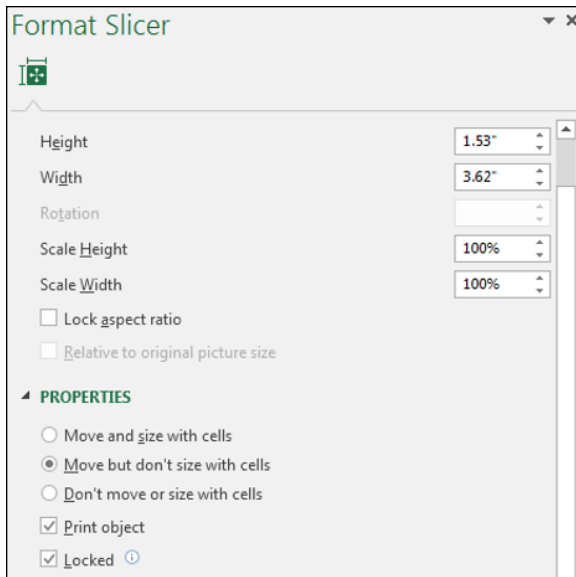 Format Slicer
Height 1.53"
Width 3.62"
Rotation
Scale Height 100%
Scale Width 100%
Lock aspect ratio
Relative to original picture size
PROPERTIES
Move and size with cells
Move but don't size with cells
Don't move or size with cells
Print object
Locked